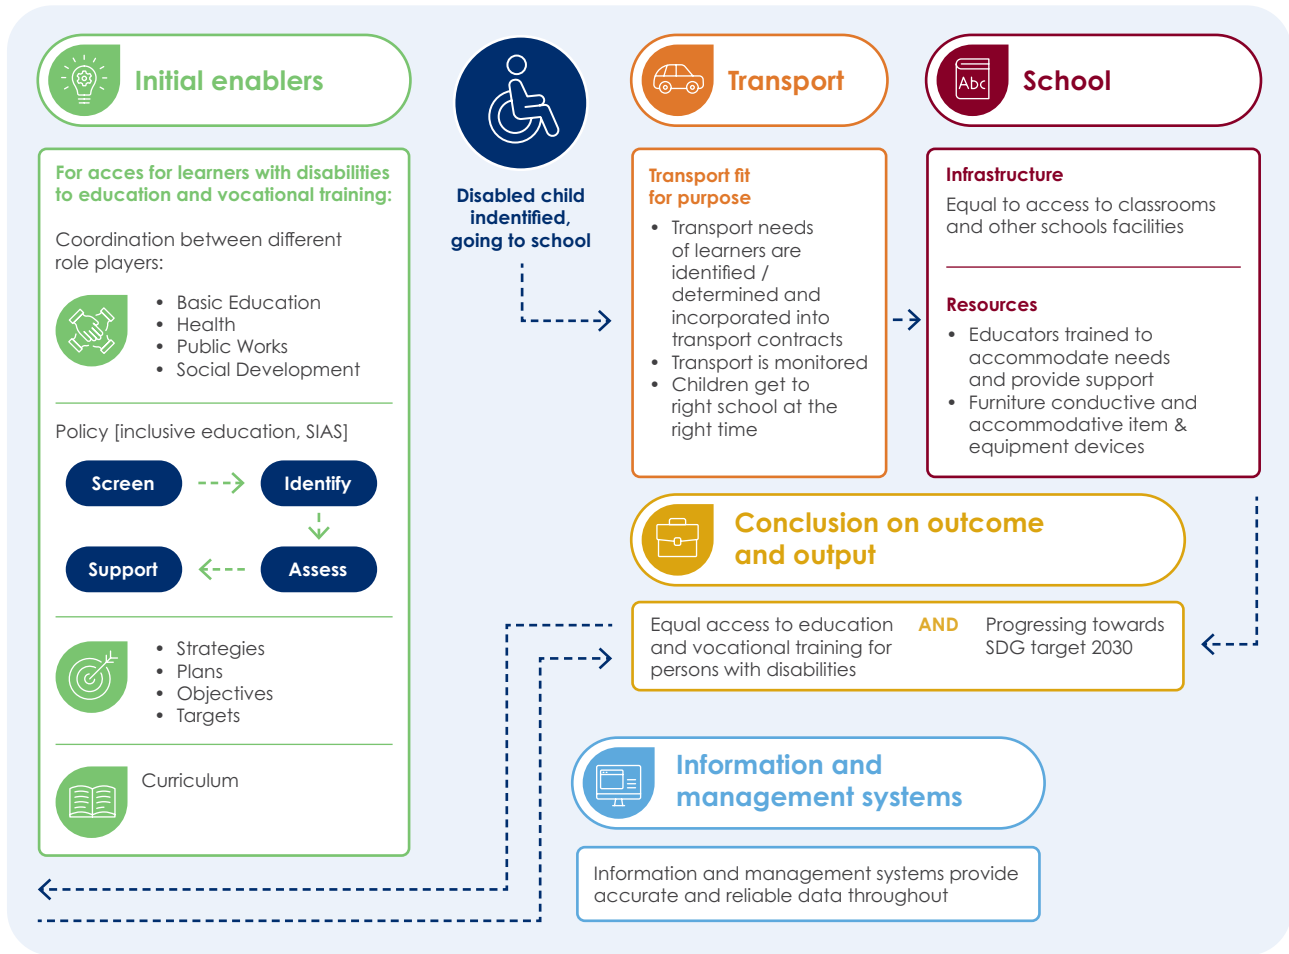 Initial enablers
For acces for learners with disabilities
to education and vocational training:
Coordination between different
role players:
• Basic Education
• Health
• Public Works
• Social Development
Policy [inclusive education, SIAS]
Screen
Identify
Support
Assess
• Strategies
• Plans
• Objectives
• Targets
Curriculum
Disabled child
indentified,
going to school
Transport
Transport fit
for purpose
• Transport needs
of learners are
identified /
determined and
incorporated into
transport contracts
• Transport is monitored
• Children get to
right school at the
right time
Abc
School
Infrastructure
Equal to access to classrooms
and other schools facilities
Resources
• Educators trained to
accommodate needs
and provide support
• Furniture conductive and
accommodative item &
equipment devices
Conclusion on outcome
and output
Equal access to education
and vocational training for
persons with disabilities
AND
Progressing towards
SDG target 2030
Information and
management systems
Information and management systems provide
accurate and reliable data throughout